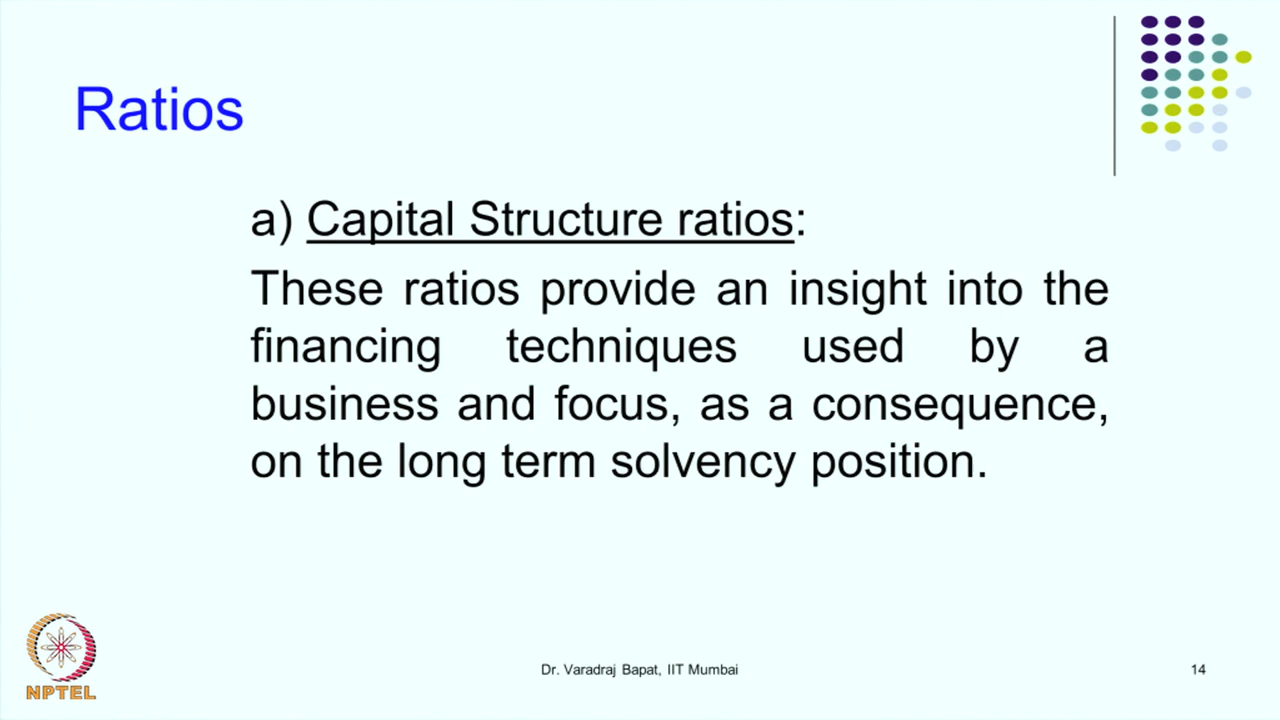 Ratios
a) Capital Structure ratios:
These ratios provide an insight into the
financing techniques used by a
business and focus, as a consequence,
on the long term solvency position.
NPTEL
Dr. Varadraj Bapat, IIT Mumbai
14